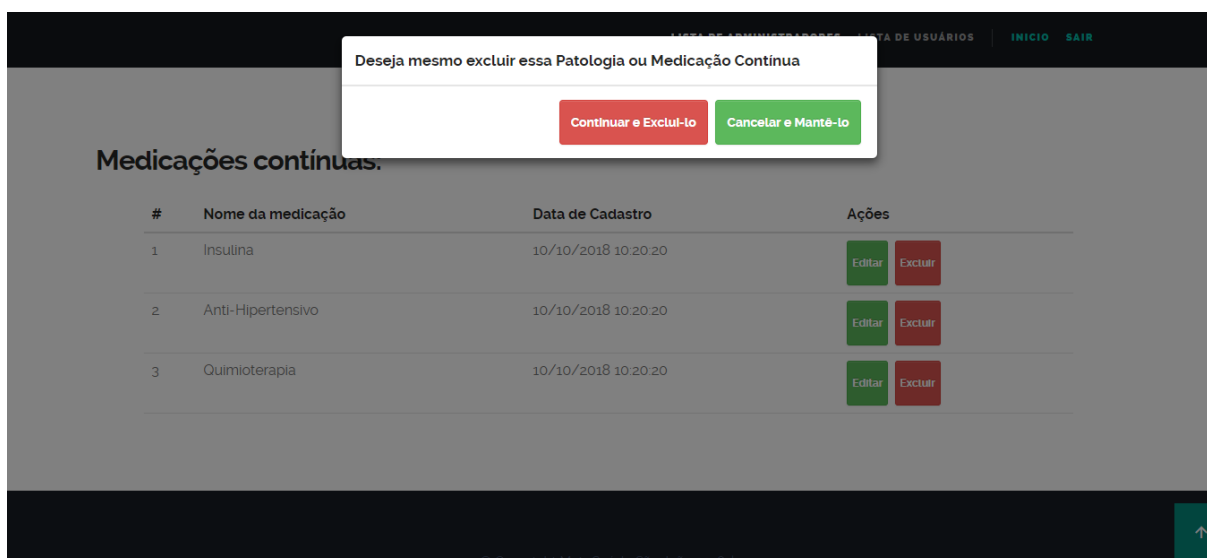 LISTA DE ADMINISTRADORES LISTA DE USUÁRIOS INICIO SAIR
Deseja mesmo excluir essa Patologia ou Medicação Contínua
Continuar e Excluí-lo Cancelar e Mantê-lo
Medicações contínuas:
# Nome da medicação Data de Cadastro Ações
1 Insulina 10/10/2018 10:20:20 Editar Excluir
2 Anti-Hipertensivo 10/10/2018 10:20:20 Editar Excluir
3 Quimioterapia 10/10/2018 10:20:20 Editar Excluir